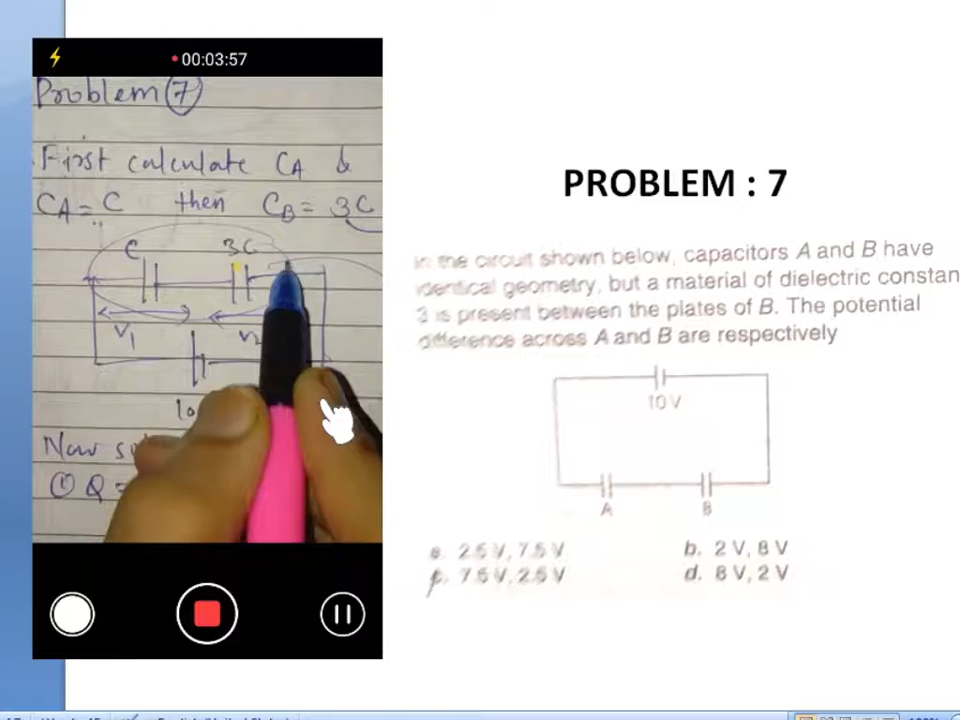 00:03:57
Problem (7)
First calculate CA &
CA = C then CB = 3C
C 3C
V1 V2
10
Now
① Q =
PROBLEM : 7
In the circuit shown below, capacitors A and B have
identical geometry, but a material of dielectric constan
3 is present between the plates of B. The potential
difference across A and B are respectively
10 V
A B
a. 2.5 V, 7.5 V b. 2 V, 8 V
c. 7.5 V, 2.5 V d. 8 V, 2 V